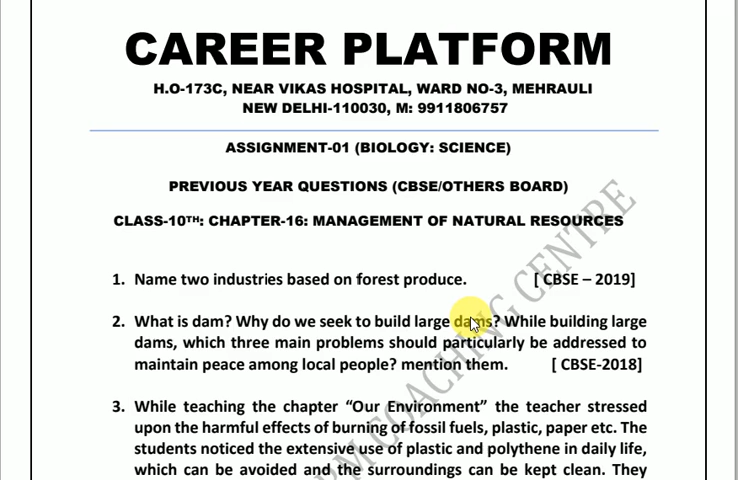 CAREER PLATFORM
H.O-173C, NEAR VIKAS HOSPITAL, WARD NO-3, MEHRAULI
NEW DELHI-110030, M: 9911806757
ASSIGNMENT-01 (BIOLOGY: SCIENCE)
PREVIOUS YEAR QUESTIONS (CBSE/OTHERS BOARD)
CLASS-10TH: CHAPTER-16: MANAGEMENT OF NATURAL RESOURCES
1. Name two industries based on forest produce. [ CBSE – 2019]
2. What is dam? Why do we seek to build large dams? While building large
dams, which three main problems should particularly be addressed to
maintain peace among local people? mention them. [ CBSE-2018]
3. While teaching the chapter “Our Environment” the teacher stressed
upon the harmful effects of burning of fossil fuels, plastic, paper etc. The
students noticed the extensive use of plastic and polythene in daily life,
which can be avoided and the surroundings can be kept clean. They
COACHING CENTRE